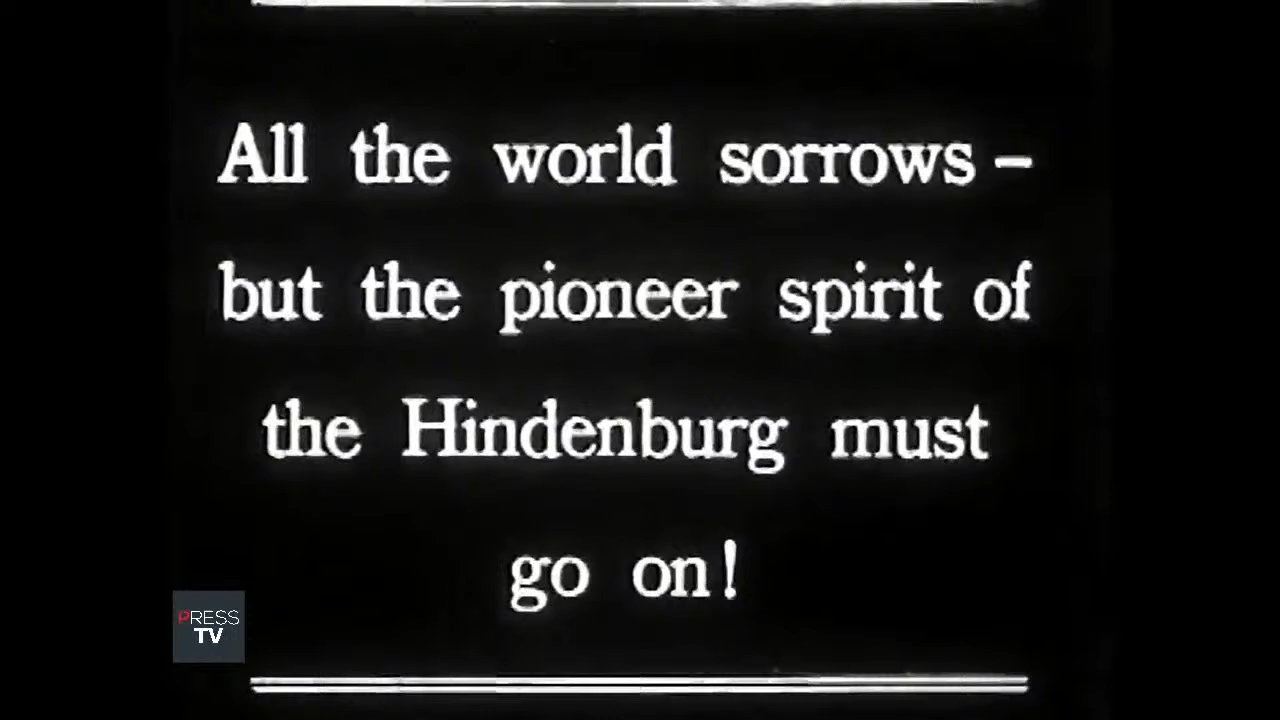 All the world sorrows –
but the pioneer spirit of
the Hindenburg must
go on!
PRESS
TV